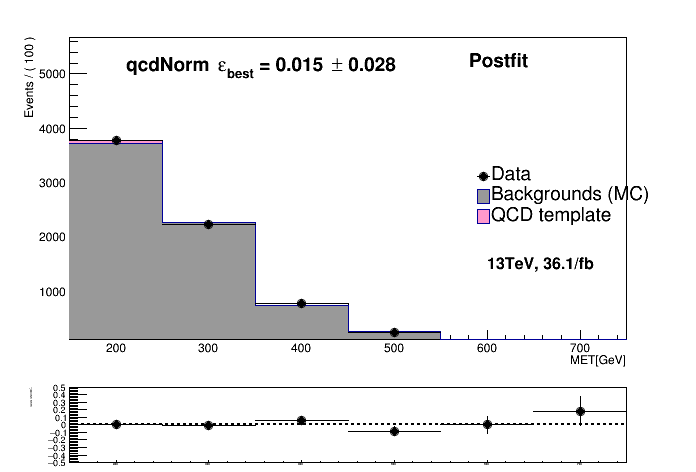 qcdNorm ε_best = 0.015 ± 0.028
Postfit
Events / ( 100 )
5000
4000
3000
2000
1000
Data
Backgrounds (MC)
QCD template
13TeV, 36.1/fb
200 300 400 500 600 700
MET[GeV]
0.5
0.4
0.3
0.2
0.1
0
−0.1
−0.2
−0.3
−0.4
−0.5